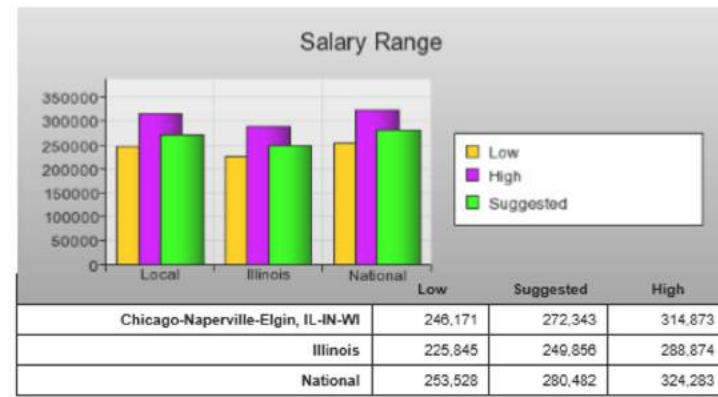 Salary Range
350000
300000
250000
200000
150000
100000
50000
0
Local Illinois National
Low
High
Suggested
Low Suggested High
Chicago-Naperville-Elgin, IL-IN-WI 246,171 272,343 314,873
Illinois 225,845 249,856 288,874
National 253,528 280,482 324,283